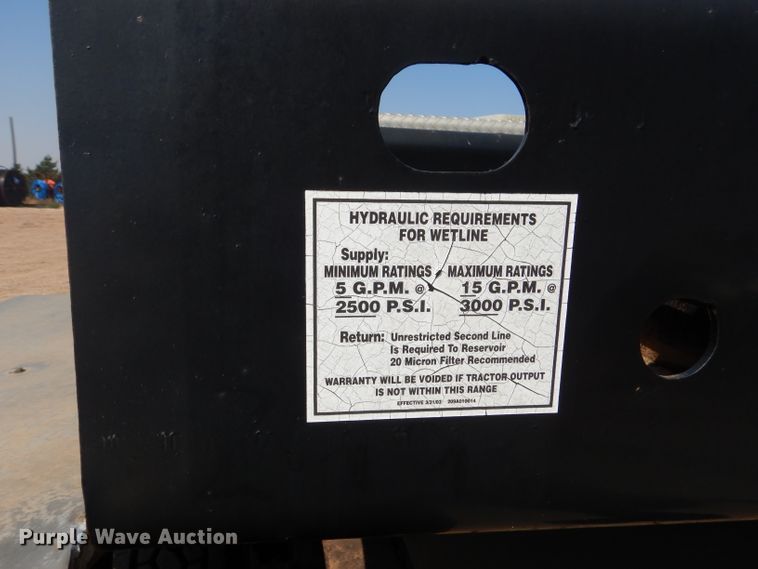 HYDRAULIC REQUIREMENTS
FOR WETLINE
Supply:
MINIMUM RATINGS MAXIMUM RATINGS
5 G.P.M. @ 15 G.P.M. @
2500 P.S.I. 3000 P.S.I.
Return: Unrestricted Second Line
Is Required To Reservoir
20 Micron Filter Recommended
WARRANTY WILL BE VOIDED IF TRACTOR OUTPUT
IS NOT WITHIN THIS RANGE
EFFECTIVE
Purple Wave Auction